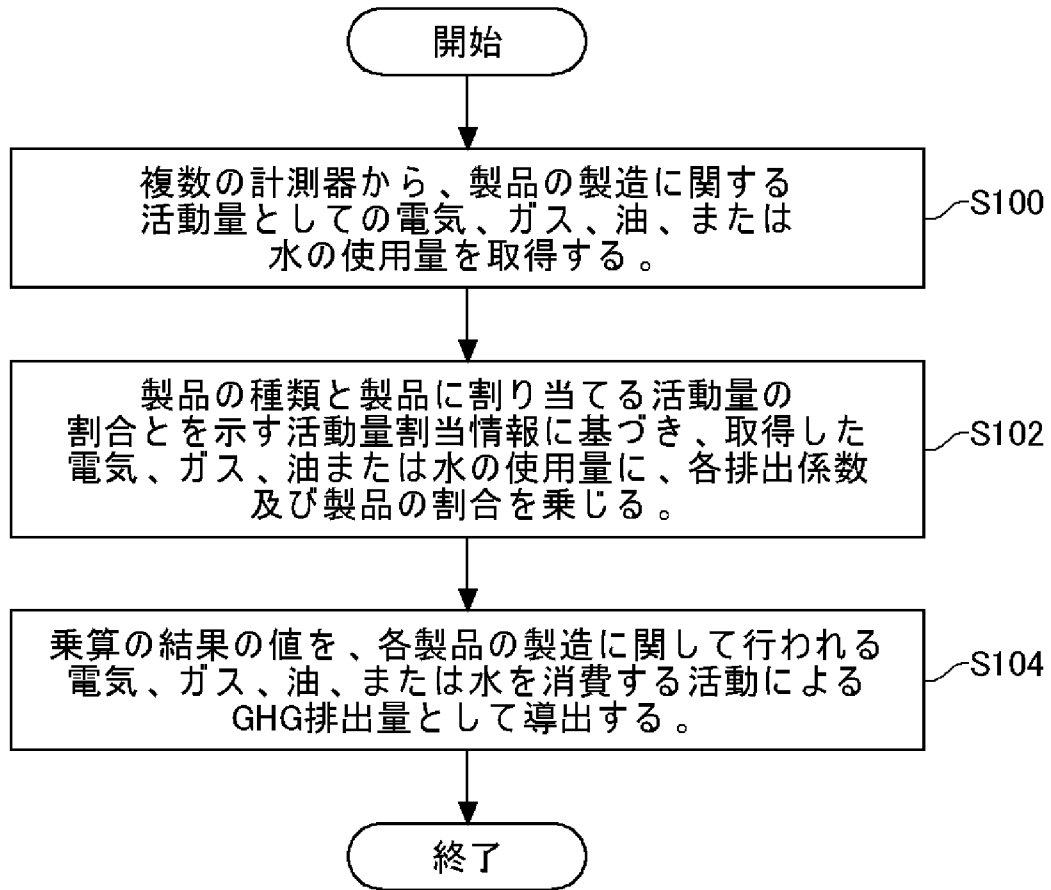 開始
複数の計測器から、製品の製造に関する
活動量としての電気、ガス、油、または
水の使用量を取得する。
S100
製品の種類と製品に割り当てる活動量の
割合とを示す活動量割当情報に基づき、取得した
電気、ガス、油または水の使用量に、各排出係数
及び製品の割合を乗じる。
S102
乗算の結果の値を、各製品の製造に関して行われる
電気、ガス、油、または水を消費する活動による
GHG排出量として導出する。
S104
終了